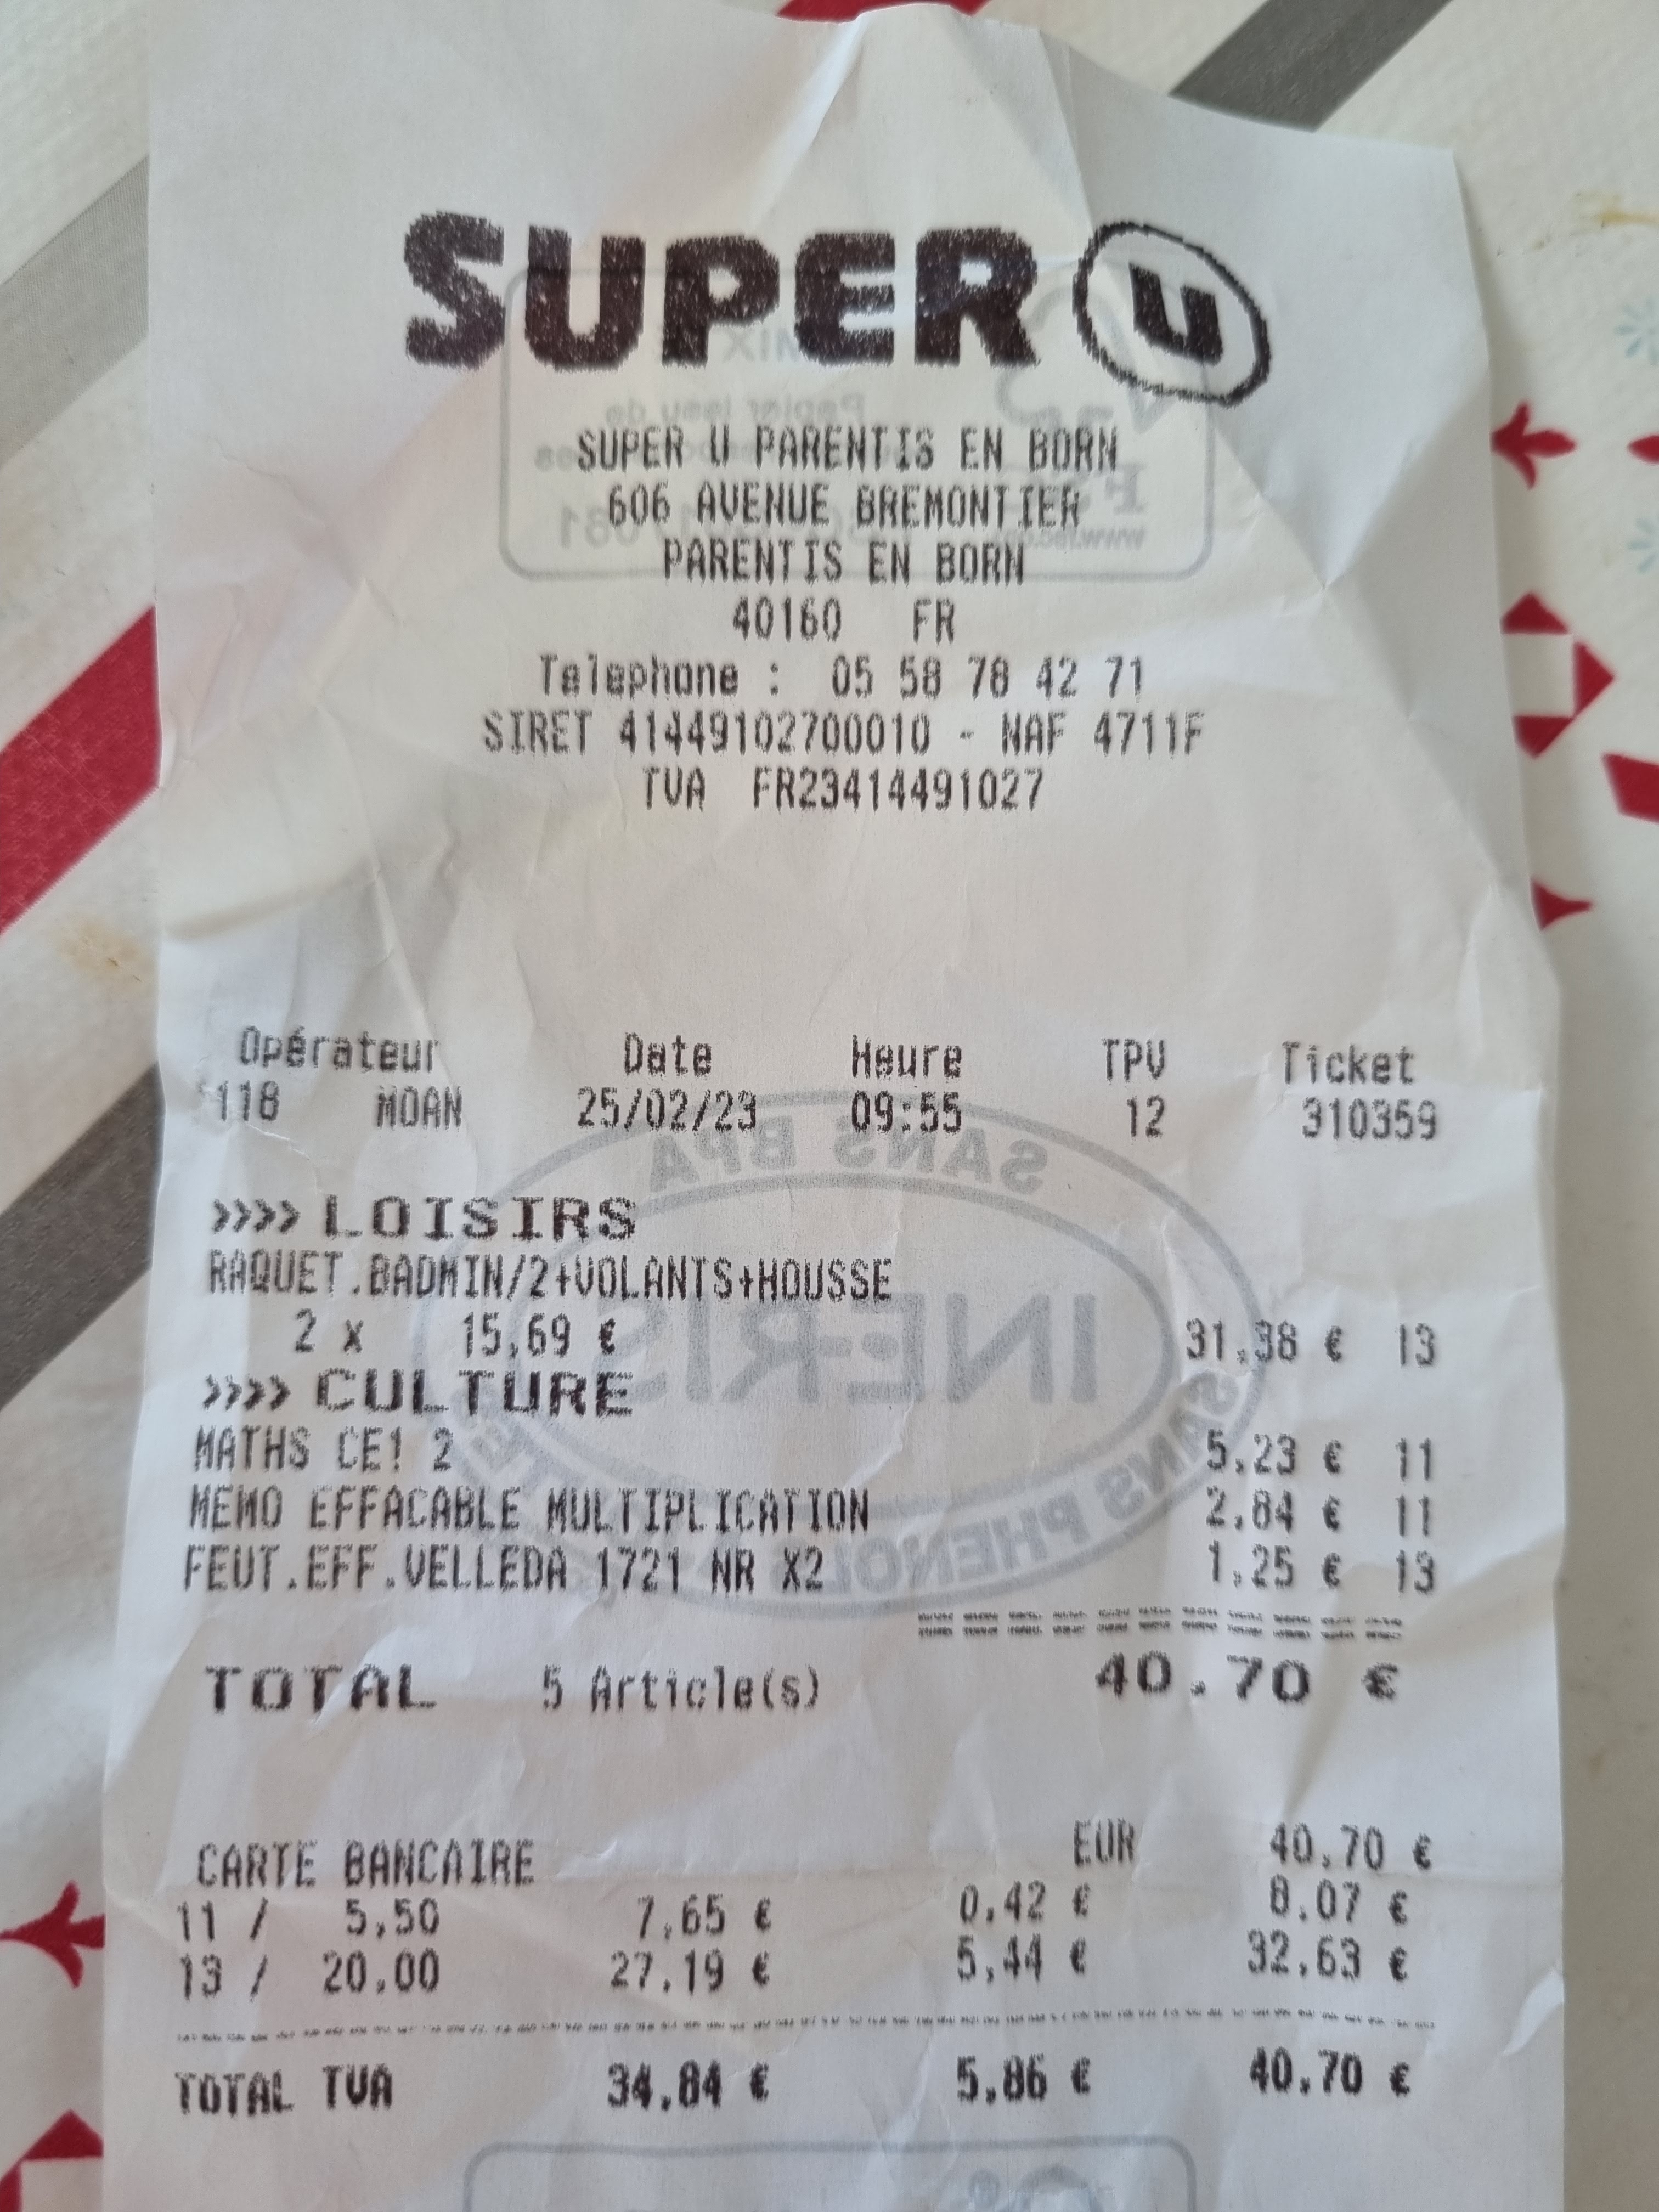 SUPER U
SUPER U PARENTIS EN BORN
606 AVENUE BREMONTIER
PARENTIS EN BORN
40160 FR
Telephone : 05 58 78 42 71
SIRET 41449102700010 - NAF 4711F
TVA FR23414491027
Opérateur Date Heure TPV Ticket
118 MOAN 25/02/23 09:55 12 310359
>>>> LOISIRS
RAQUET.BADMIN/2+VOLANTS+HOUSSE
2 x 15,69 € 31,38 € 13
>>>> CULTURE
MATHS CE1 2 5,23 € 11
MEMO EFFACABLE MULTIPLICATION 2,84 € 11
FEUT.EFF.VELLEDA 1721 NR X2 1,25 € 13
TOTAL 5 Article(s) 40.70 €
CARTE BANCAIRE EUR 40,70 €
11 / 5,50 7,65 € 0,42 € 8,07 €
13 / 20,00 27,19 € 5,44 € 32,63 €
TOTAL TVA 34,84 € 5,86 € 40,70 €
SANS BPA
INERIS
SANS PHENOL